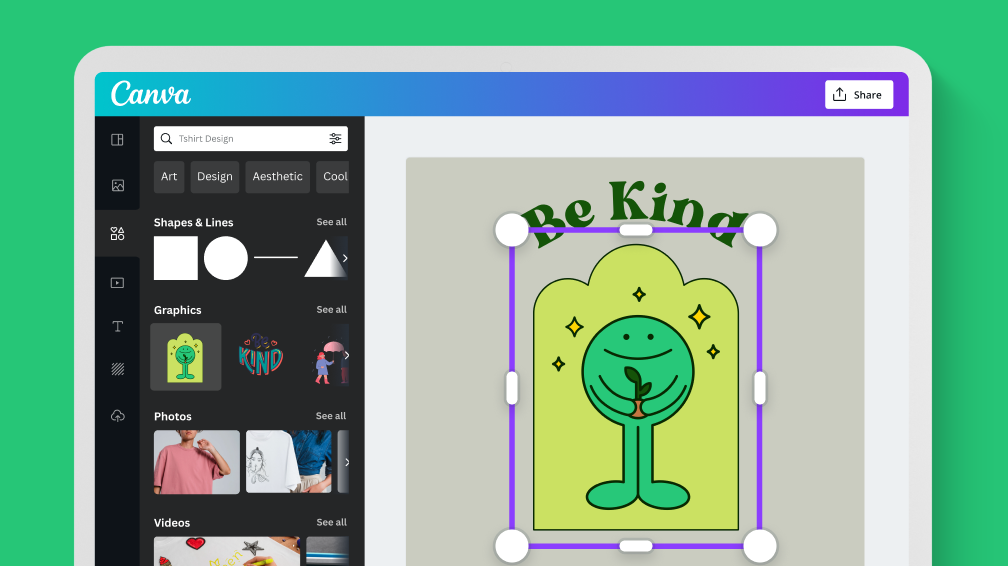 Canva
Share
Tshirt Design
Art
Design
Aesthetic
Cool
Shapes & Lines
See all
Graphics
See all
KIND
Photos
See all
Videos
See all
Be Kind